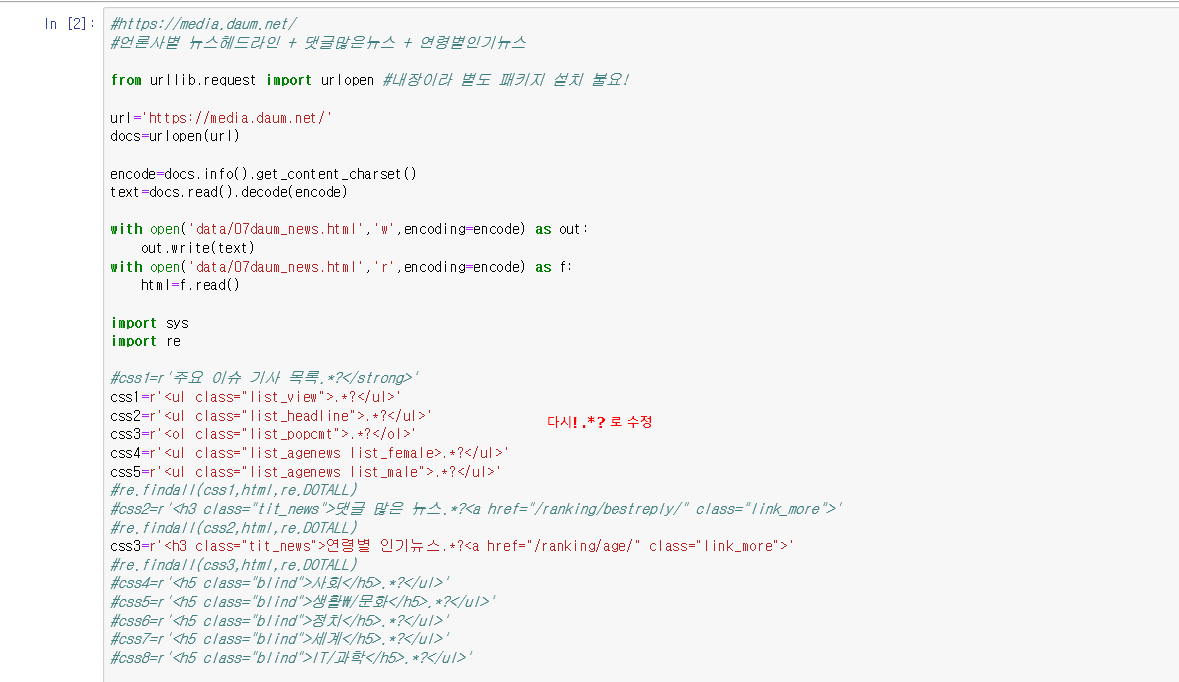 In [2]:
#https://media.daum.net/
#언론사별 뉴스헤드라인 + 댓글많은뉴스 + 연령별인기뉴스
from urllib.request import urlopen #내장이라 별도 패키지 설치 불요!
url='https://media.daum.net/'
docs=urlopen(url)
encode=docs.info().get_content_charset()
text=docs.read().decode(encode)
with open('data/07daum_news.html','w',encoding=encode) as out:
    out.write(text)
with open('data/07daum_news.html','r',encoding=encode) as f:
    html=f.read()
import sys
import re
#css1=r'주요 이슈 기사 목록.*?</strong>'
css1=r'<ul class="list_view">.*?</ul>'
css2=r'<ul class="list_headline">.*?</ul>'
다시! .*? 로 수정
css3=r'<ol class="list_popcmt">.*?</ol>'
css4=r'<ul class="list_agenews list_female>.*?</ul>'
css5=r'<ul class="list_agenews list_male">.*?</ul>'
#re.findall(css1,html,re.DOTALL)
#css2=r'<h3 class="tit_news">댓글 많은 뉴스.*?<a href="/ranking/bestreply/" class="link_more">'
#re.findall(css2,html,re.DOTALL)
css3=r'<h3 class="tit_news">연령별 인기뉴스.*?<a href="/ranking/age/" class="link_more">'
#re.findall(css3,html,re.DOTALL)
#css4=r'<h5 class="blind">사회</h5>.*?</ul>'
#css5=r'<h5 class="blind">생활₩/문화</h5>.*?</ul>'
#css6=r'<h5 class="blind">정치</h5>.*?</ul>'
#css7=r'<h5 class="blind">세계</h5>.*?</ul>'
#css8=r'<h5 class="blind">IT/과학</h5>.*?</ul>'